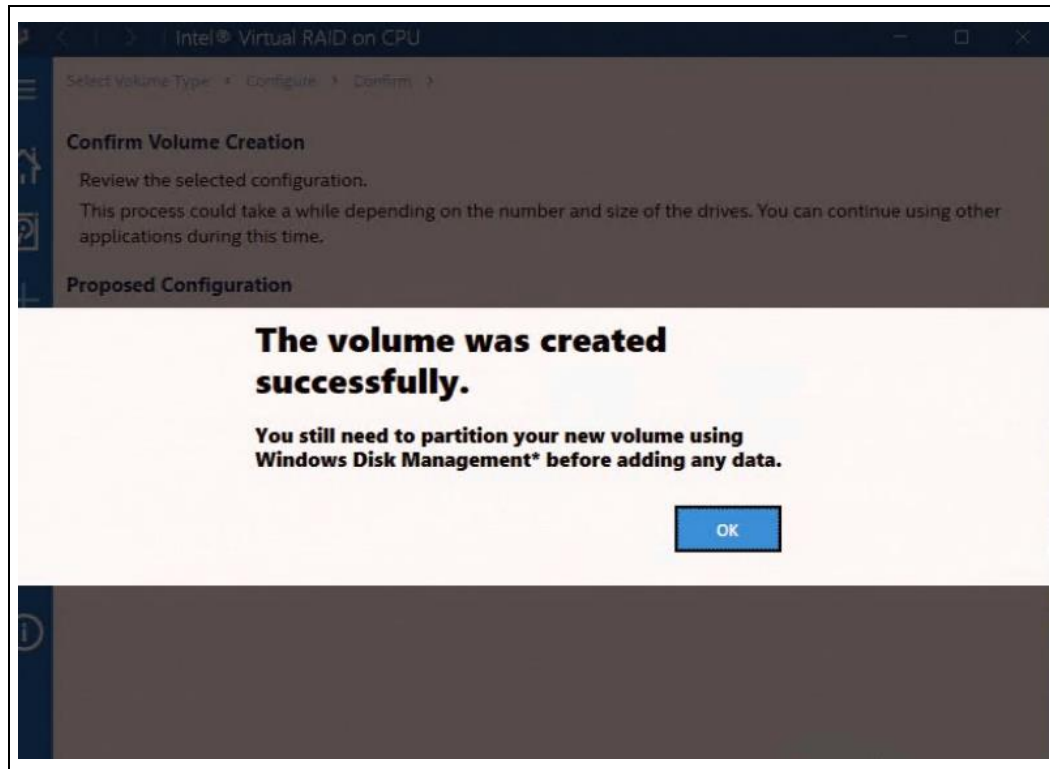 Intel® Virtual RAID on CPU
Select Volume Type Configure Confirm
Confirm Volume Creation
Review the selected configuration.
This process could take a while depending on the number and size of the drives. You can continue using other
applications during this time.
Proposed Configuration
The volume was created
successfully.
You still need to partition your new volume using
Windows Disk Management* before adding any data.
OK